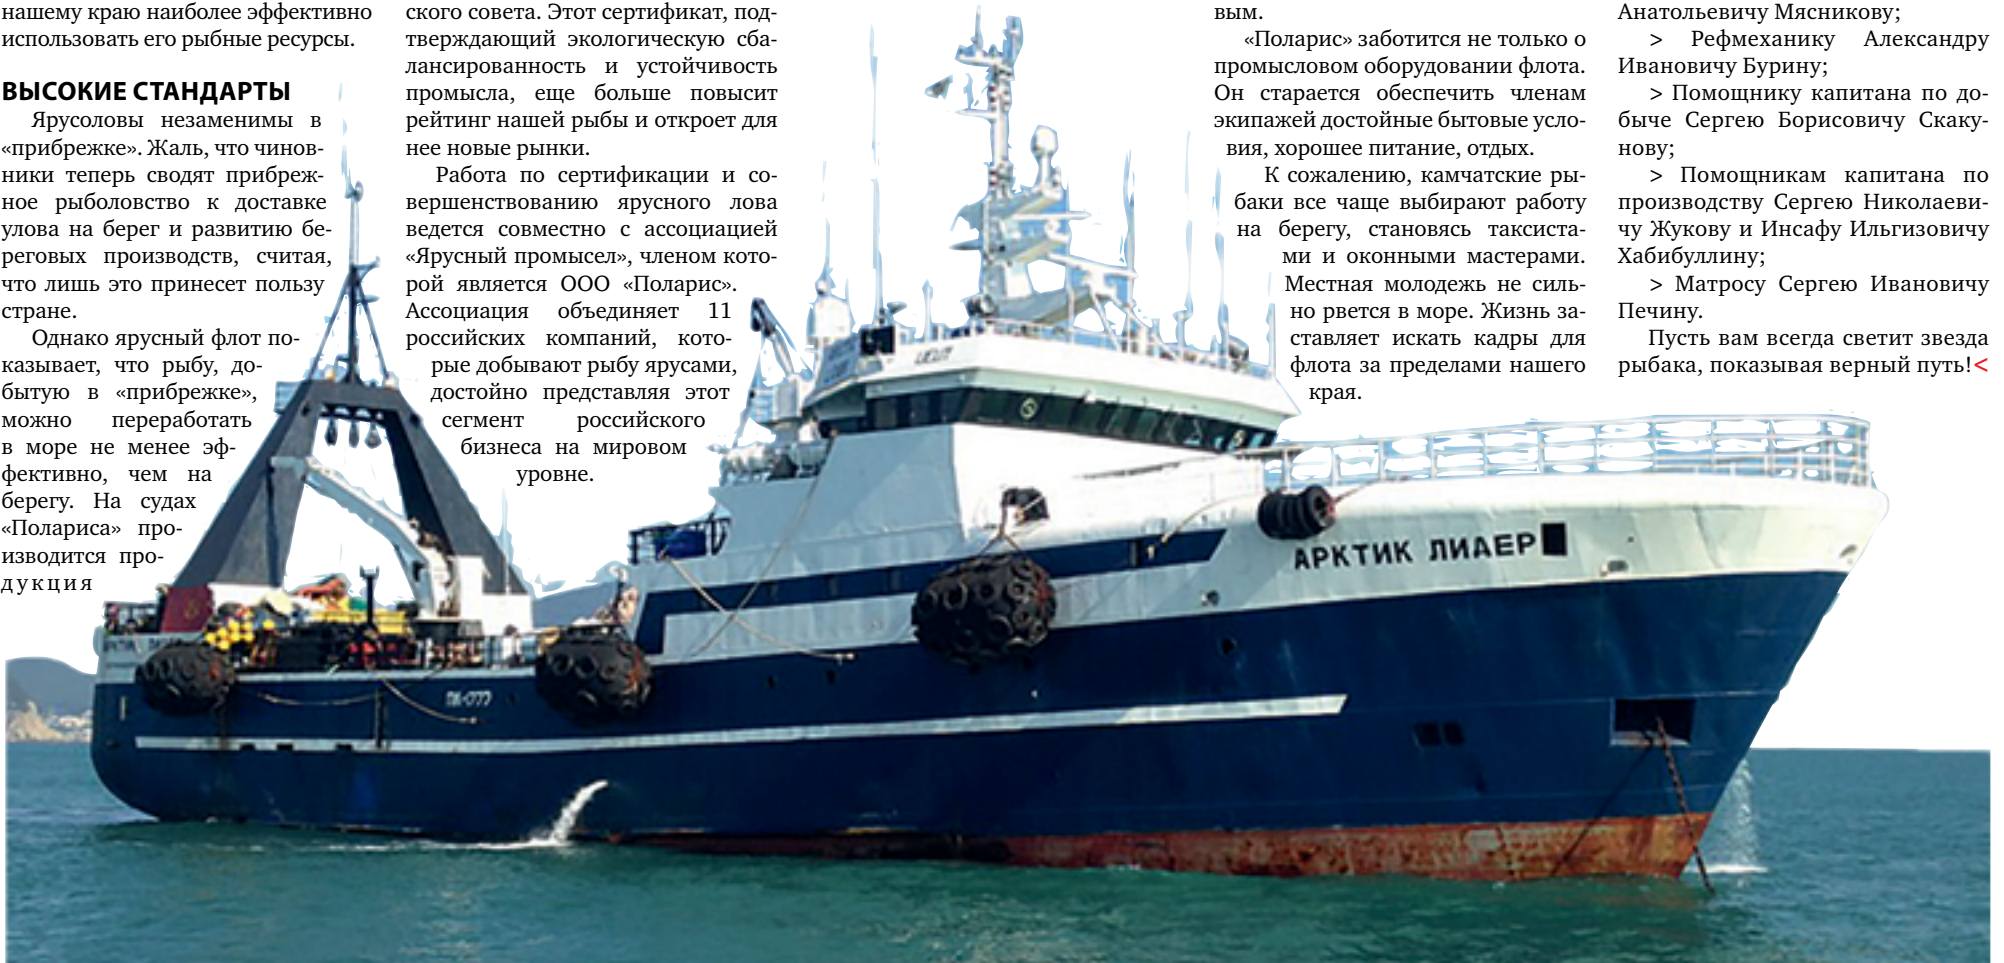 нашему краю наиболее эффективно
использовать его рыбные ресурсы.
ВЫСОКИЕ СТАНДАРТЫ
Ярусоловы незаменимы в
«прибрежке». Жаль, что чинов-
ники теперь сводят прибреж-
ное рыболовство к доставке
улова на берег и развитию бе-
реговых производств, считая,
что лишь это принесет пользу
стране.
Однако ярусный флот по-
казывает, что рыбу, до-
бытую в «прибрежке»,
можно переработать
в море не менее эф-
фективно, чем на
берегу. На судах
«Полариса» про-
изводится про-
дукция
ского совета. Этот сертификат, под-
тверждающий экологическую сба-
лансированность и устойчивость
промысла, еще больше повысит
рейтинг нашей рыбы и откроет для
нее новые рынки.
Работа по сертификации и со-
вершенствованию ярусного лова
ведется совместно с ассоциацией
«Ярусный промысел», членом кото-
рой является ООО «Поларис».
Ассоциация объединяет 11
российских компаний, кото-
рые добывают рыбу ярусами,
достойно представляя этот
сегмент российского
бизнеса на мировом
уровне.
вым.
«Поларис» заботится не только о
промысловом оборудовании флота.
Он старается обеспечить членам
экипажей достойные бытовые усло-
вия, хорошее питание, отдых.
К сожалению, камчатские ры-
баки все чаще выбирают работу
на берегу, становясь таксиста-
ми и оконными мастерами.
Местная молодежь не силь-
но рвется в море. Жизнь за-
ставляет искать кадры для
флота за пределами нашего
края.
Анатольевичу Мясникову;
> Рефмеханику Александру
Ивановичу Бурину;
> Помощнику капитана по до-
быче Сергею Борисовичу Скаку-
нову;
> Помощникам капитана по
производству Сергею Николаеви-
чу Жукову и Инсафу Ильгизовичу
Хабибуллину;
> Матросу Сергею Ивановичу
Печину.
Пусть вам всегда светит звезда
рыбака, показывая верный путь!<
АРКТИК ЛИДЕР